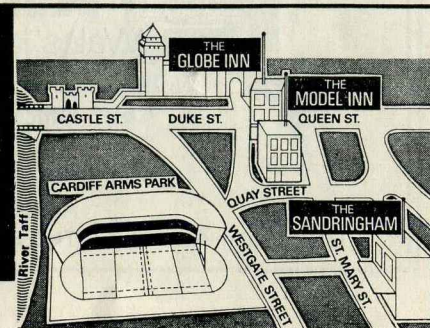 THE
GLOBE INN
THE
MODEL INN
CASTLE ST.
DUKE ST.
QUEEN ST.
CARDIFF ARMS PARK
QUAY STREET
THE
SANDRINGHAM
River Taff
WESTGATE STREET
ST. MARY ST.